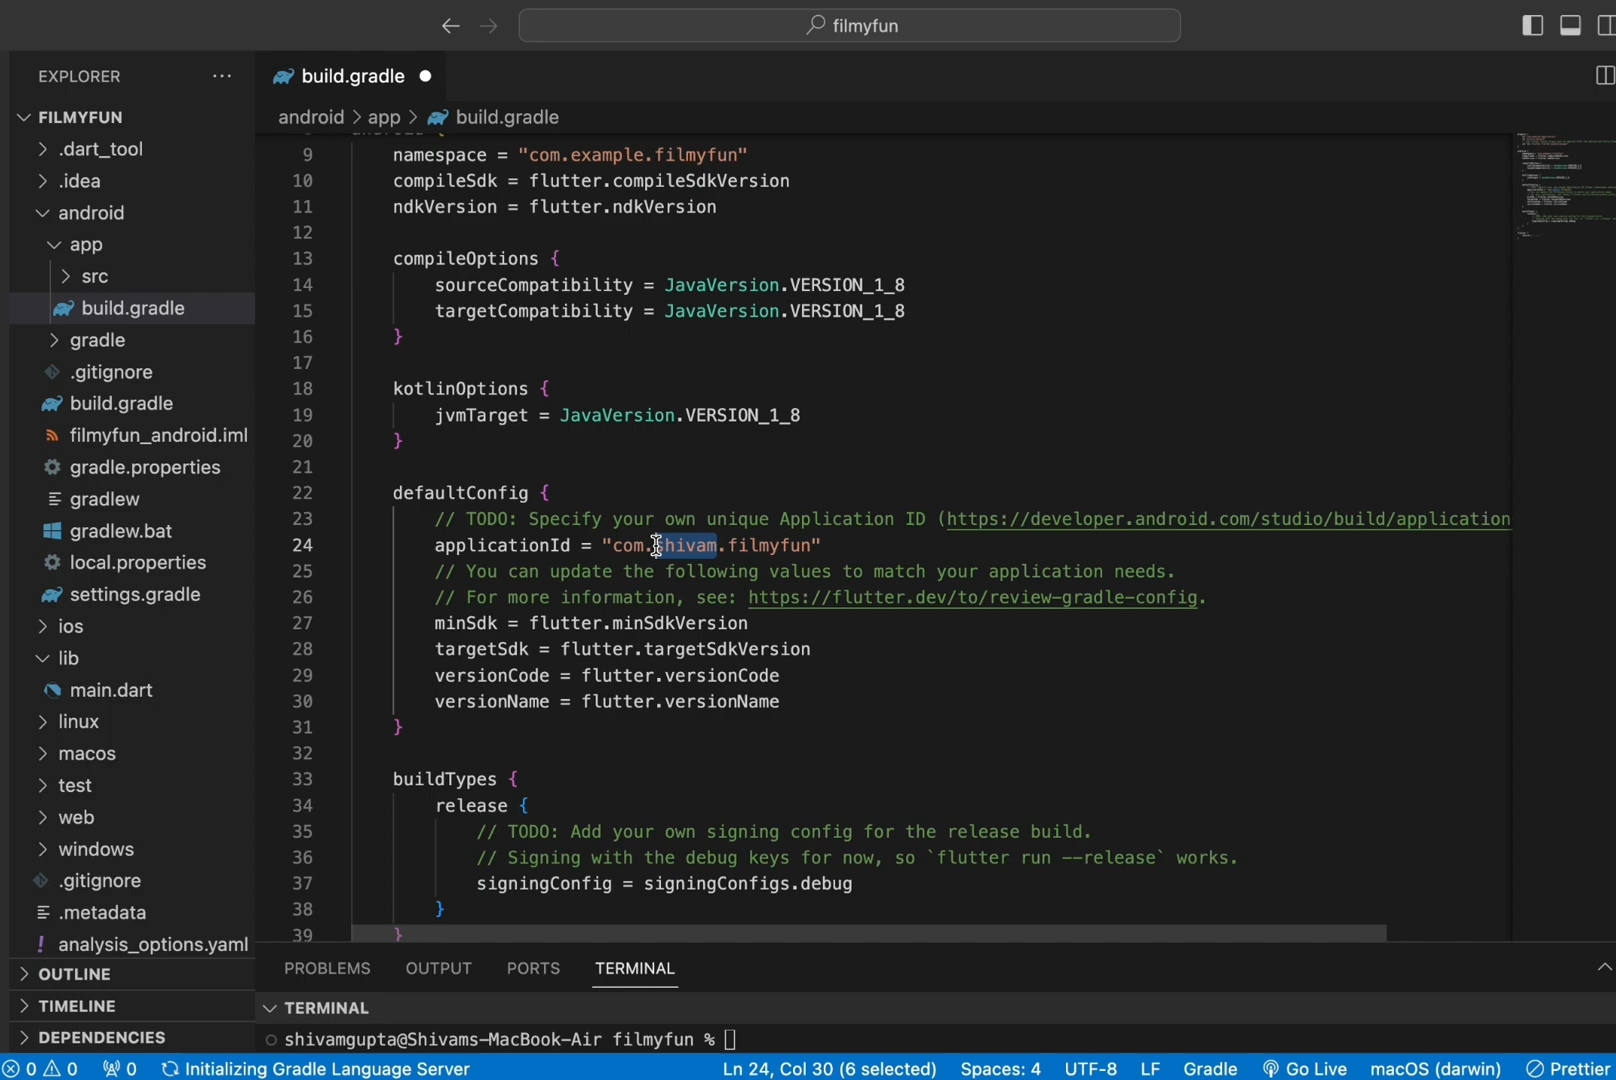 filmyfun
EXPLORER ···
build.gradle
FILMYFUN
.dart_tool
.idea
android
app
src
build.gradle
gradle
.gitignore
build.gradle
filmyfun_android.iml
gradle.properties
gradlew
gradlew.bat
local.properties
settings.gradle
ios
lib
main.dart
linux
macos
test
web
windows
.gitignore
.metadata
! analysis_options.yaml
OUTLINE
TIMELINE
DEPENDENCIES
android > app > build.gradle
9 namespace = "com.example.filmyfun"
10 compileSdk = flutter.compileSdkVersion
11 ndkVersion = flutter.ndkVersion
12
13 compileOptions {
14 sourceCompatibility = JavaVersion.VERSION_1_8
15 targetCompatibility = JavaVersion.VERSION_1_8
16 }
17
18 kotlinOptions {
19 jvmTarget = JavaVersion.VERSION_1_8
20 }
21
22 defaultConfig {
23 // TODO: Specify your own unique Application ID (https://developer.android.com/studio/build/application
24 applicationId = "com.shivam.filmyfun"
25 // You can update the following values to match your application needs.
26 // For more information, see: https://flutter.dev/to/review-gradle-config.
27 minSdk = flutter.minSdkVersion
28 targetSdk = flutter.targetSdkVersion
29 versionCode = flutter.versionCode
30 versionName = flutter.versionName
31 }
32
33 buildTypes {
34 release {
35 // TODO: Add your own signing config for the release build.
36 // Signing with the debug keys for now, so `flutter run --release` works.
37 signingConfig = signingConfigs.debug
38 }
39 }
PROBLEMS OUTPUT PORTS TERMINAL
TERMINAL
shivamgupta@Shivams-MacBook-Air filmyfun %
0 0 0 Initializing Gradle Language Server Ln 24, Col 30 (6 selected) Spaces: 4 UTF-8 LF Gradle Go Live macOS (darwin) Prettier